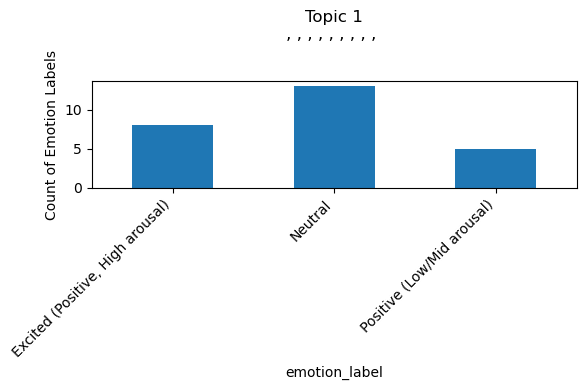 Topic 1
, , , , , , , , ,
Count of Emotion Labels
10
5
0
Excited (Positive, High arousal)
Neutral
Positive (Low/Mid arousal)
emotion_label